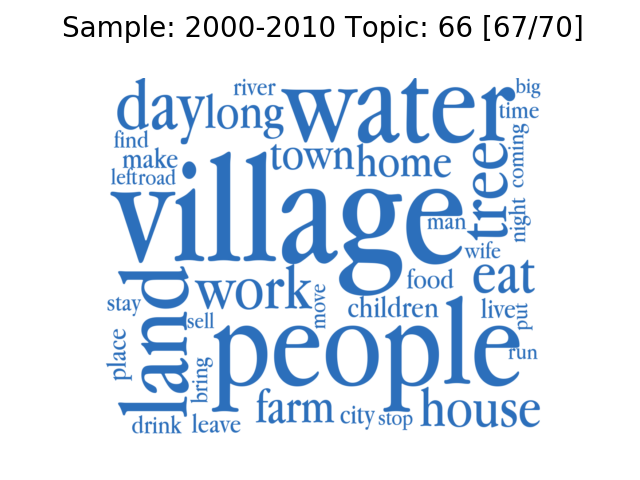 Sample: 2000-2010 Topic: 66 [67/70]
river
big
day
long
water
time
find
make
town
home
tree
coming
left
road
village
man
night
wife
land
work
move
food
eat
stay
sell
children
live
put
place
bring
people
run
drink
leave
farm
city
stop
house